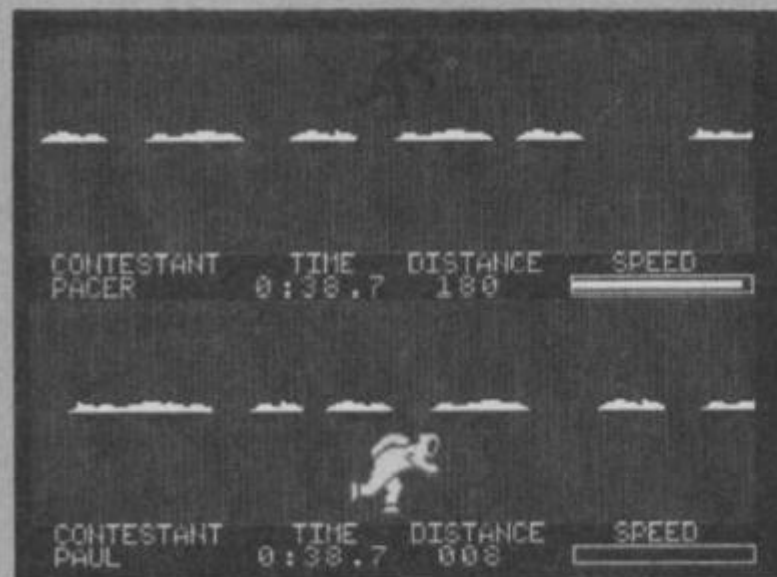 CONTESTANT TIME DISTANCE SPEED
PACER 0:38.7 180
CONTESTANT TIME DISTANCE SPEED
PAUL 0:38.7 008